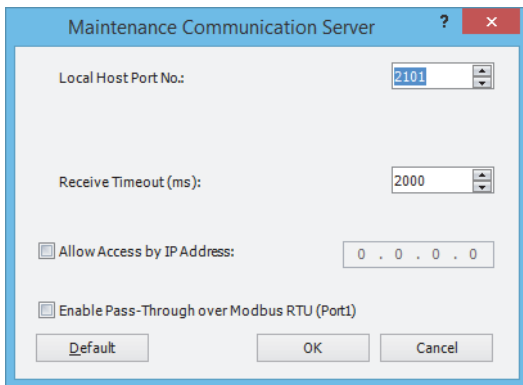 Maintenance Communication Server ? ×
Local Host Port No.: 2101
Receive Timeout (ms): 2000
Allow Access by IP Address: 0 . 0 . 0 . 0
Enable Pass-Through over Modbus RTU (Port1)
Default OK Cancel